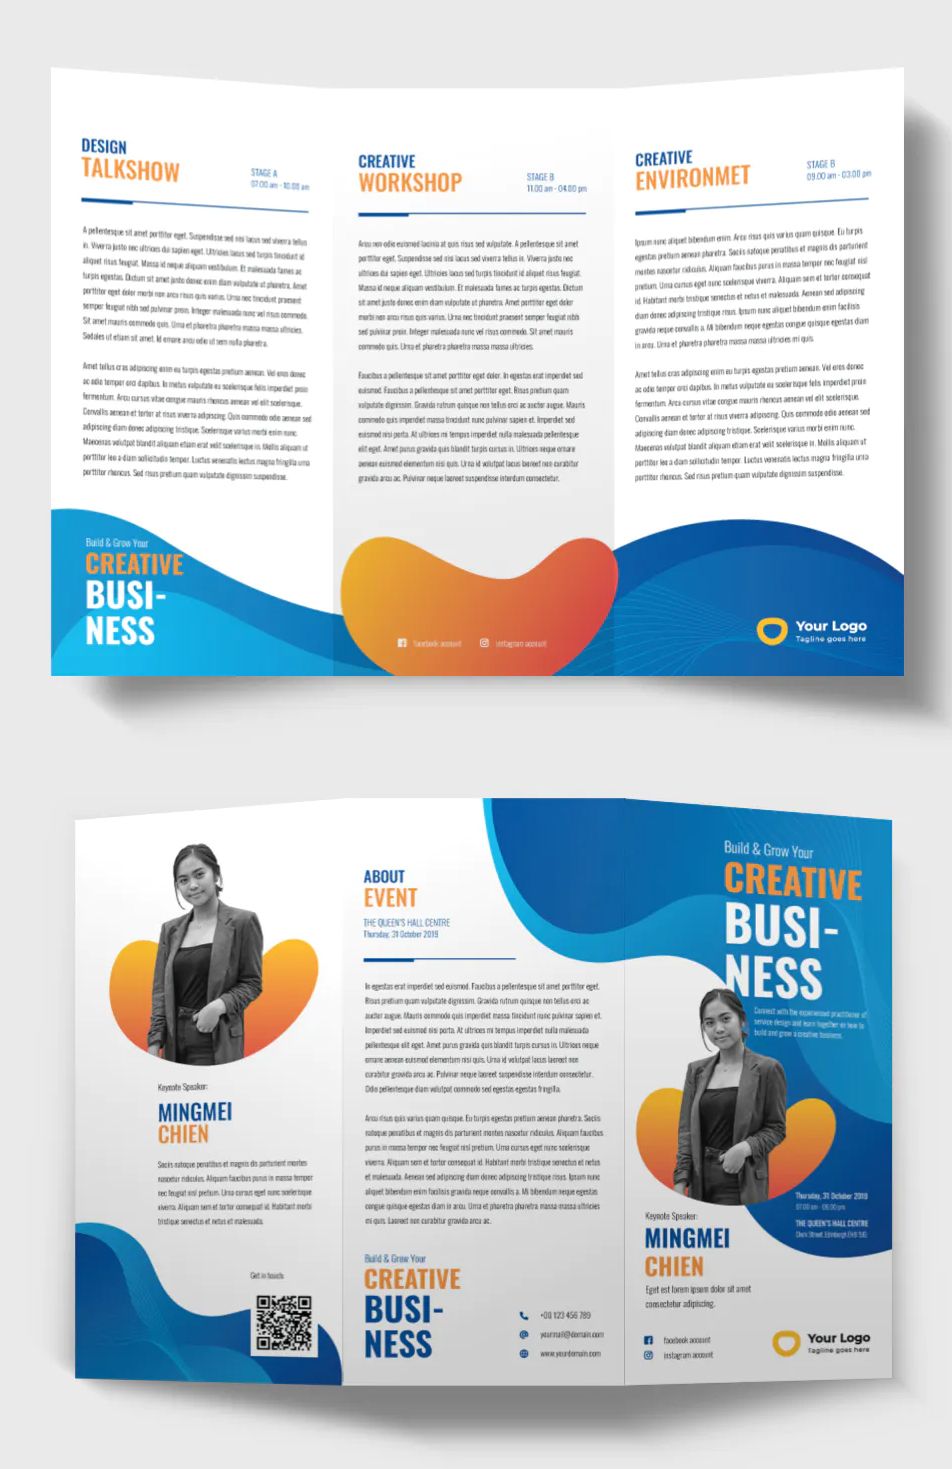 DESIGN
TALKSHOW
STAGE A
07.00 am - 10.00 am
A pellentesque sit amet porttitor eget. Suspendisse sed nisi lacus sed viverra tellus
in. Viverra justo nec ultrices dui sapien eget. Ultrices lacus sed turpis tincidunt id
aliquet risus feugiat. Massa id neque aliquam vestibulum. Et malesuada fames ac
turpis egestas. Dictum sit amet justo donec enim diam vulputate ut pharetra. Amet
porttitor eget dolor morbi non arcu risus quis varius. Urna nec tincidunt praesent
semper feugiat nibh sed pulvinar proin. Integer malesuada nunc vel risus commodo.
Sit amet mauris commodo quis. Urna et pharetra pharetra massa massa ultricies.
Sodales ut etiam sit amet. Id ornare arcu odio ut sem nulla pharetra.
Amet tellus cras adipiscing enim eu turpis egestas pretium aenean. Vel eros donec
ac odio tempor orci dapibus. In metus vulputate eu scelerisque felis imperdiet proin
fermentum. Arcu cursus vitae congue mauris rhoncus aenean vel elit scelerisque.
Convallis aenean et tortor at risus viverra adipiscing. Quis commodo odio aenean sed
adipiscing diam donec adipiscing tristique. Scelerisque varius morbi enim nunc.
Maecenas volutpat blandit aliquam etiam erat velit scelerisque in. Mollis aliquam ut
porttitor leo a diam sollicitudin tempor. Luctus venenatis lectus magna fringilla urna
porttitor rhoncus. Sed risus pretium quam vulputate dignissim suspendisse.
Build & Grow Your
CREATIVE
BUSI-
NESS
CREATIVE
WORKSHOP
STAGE B
11.00 am - 04.00 pm
Arcu non odio euismod lacinia at quis risus sed vulputate. A pellentesque sit amet
porttitor eget. Suspendisse sed nisi lacus sed viverra tellus in. Viverra justo nec
ultrices dui sapien eget. Ultrices lacus sed turpis tincidunt id aliquet risus feugiat.
Massa id neque aliquam vestibulum. Et malesuada fames ac turpis egestas. Dictum
sit amet justo donec enim diam vulputate ut pharetra. Amet porttitor eget dolor
morbi non arcu risus quis varius. Urna nec tincidunt praesent semper feugiat nibh
sed pulvinar proin. Integer malesuada nunc vel risus commodo. Sit amet mauris
commodo quis. Urna et pharetra pharetra massa massa ultricies.
Faucibus a pellentesque sit amet porttitor eget dolor. In egestas erat imperdiet sed
euismod. Faucibus a pellentesque sit amet porttitor eget. Risus pretium quam
vulputate dignissim. Gravida rutrum quisque non tellus orci ac auctor augue. Mauris
commodo quis imperdiet massa tincidunt nunc pulvinar sapien et. Imperdiet sed
euismod nisi porta. At ultrices mi tempus imperdiet nulla malesuada pellentesque
elit eget. Amet purus gravida quis blandit turpis cursus in. Ultrices neque ornare
aenean euismod elementum nisi quis. Urna id volutpat lacus laoreet non curabitur
gravida arcu ac. Pulvinar neque laoreet suspendisse interdum consectetur.
facebook account
instagram account
CREATIVE
ENVIRONMET
STAGE B
09.00 am - 03.00 pm
Ipsum nunc aliquet bibendum enim. Arcu risus quis varius quam quisque. Eu turpis
egestas pretium aenean pharetra. Sociis natoque penatibus et magnis dis parturient
montes nascetur ridiculus. Aliquam faucibus purus in massa tempor nec feugiat nisl
pretium. Urna cursus eget nunc scelerisque viverra. Aliquam sem et tortor consequat
id. Habitant morbi tristique senectus et netus et malesuada. Aenean sed adipiscing
diam donec adipiscing tristique risus. Ipsum nunc aliquet bibendum enim facilisis
gravida neque convallis a. Mi bibendum neque egestas congue quisque egestas diam
in arcu. Urna et pharetra pharetra massa massa ultricies mi quis.
Amet tellus cras adipiscing enim eu turpis egestas pretium aenean. Vel eros donec
ac odio tempor orci dapibus. In metus vulputate eu scelerisque felis imperdiet proin
fermentum. Arcu cursus vitae congue mauris rhoncus aenean vel elit scelerisque.
Convallis aenean et tortor at risus viverra adipiscing. Quis commodo odio aenean sed
adipiscing diam donec adipiscing tristique. Scelerisque varius morbi enim nunc.
Maecenas volutpat blandit aliquam etiam erat velit scelerisque in. Mollis aliquam ut
porttitor leo a diam sollicitudin tempor. Luctus venenatis lectus magna fringilla urna
porttitor rhoncus. Sed risus pretium quam vulputate dignissim suspendisse.
Your Logo
Tagline goes here
Keynote Speaker:
MINGMEI
CHIEN
Sociis natoque penatibus et magnis dis parturient montes
nascetur ridiculus. Aliquam faucibus purus in massa tempor
nec feugiat nisl pretium. Urna cursus eget nunc scelerisque
viverra. Aliquam sem et tortor consequat id. Habitant morbi
tristique senectus et netus et malesuada.
Get in touch:
ABOUT
EVENT
THE QUEEN'S HALL CENTRE
Thursday, 31 October 2019
In egestas erat imperdiet sed euismod. Faucibus a pellentesque sit amet porttitor eget.
Risus pretium quam vulputate dignissim. Gravida rutrum quisque non tellus orci ac
auctor augue. Mauris commodo quis imperdiet massa tincidunt nunc pulvinar sapien et.
Imperdiet sed euismod nisi porta. At ultrices mi tempus imperdiet nulla malesuada
pellentesque elit eget. Amet purus gravida quis blandit turpis cursus in. Ultrices neque
ornare aenean euismod elementum nisi quis. Urna id volutpat lacus laoreet non
curabitur gravida arcu ac. Pulvinar neque laoreet suspendisse interdum consectetur.
Odio pellentesque diam volutpat commodo sed egestas egestas fringilla.
Arcu risus quis varius quam quisque. Eu turpis egestas pretium aenean pharetra. Sociis
natoque penatibus et magnis dis parturient montes nascetur ridiculus. Aliquam faucibus
purus in massa tempor nec feugiat nisl pretium. Urna cursus eget nunc scelerisque
viverra. Aliquam sem et tortor consequat id. Habitant morbi tristique senectus et netus
et malesuada. Aenean sed adipiscing diam donec adipiscing tristique risus. Ipsum nunc
aliquet bibendum enim facilisis gravida neque convallis a. Mi bibendum neque egestas
congue quisque egestas diam in arcu. Urna et pharetra pharetra massa massa ultricies
mi quis. Laoreet non curabitur gravida arcu ac.
Build & Grow Your
CREATIVE
BUSI-
NESS
+00 123 456 789
yourmail@domain.com
www.yourdomain.com
Build & Grow Your
CREATIVE
BUSI-
NESS
Connect with the experienced practitioner of
service design and learn together on how to
build and grow a creative business.
Thursday, 31 October 2019
07.00 am - 06.00 pm
THE QUEEN'S HALL CENTRE
Clerk Street, Edinburgh
Keynote Speaker:
MINGMEI
CHIEN
Eget est lorem ipsum dolor sit amet
consectetur adipiscing.
facebook account
instagram account
Your Logo
Tagline goes here